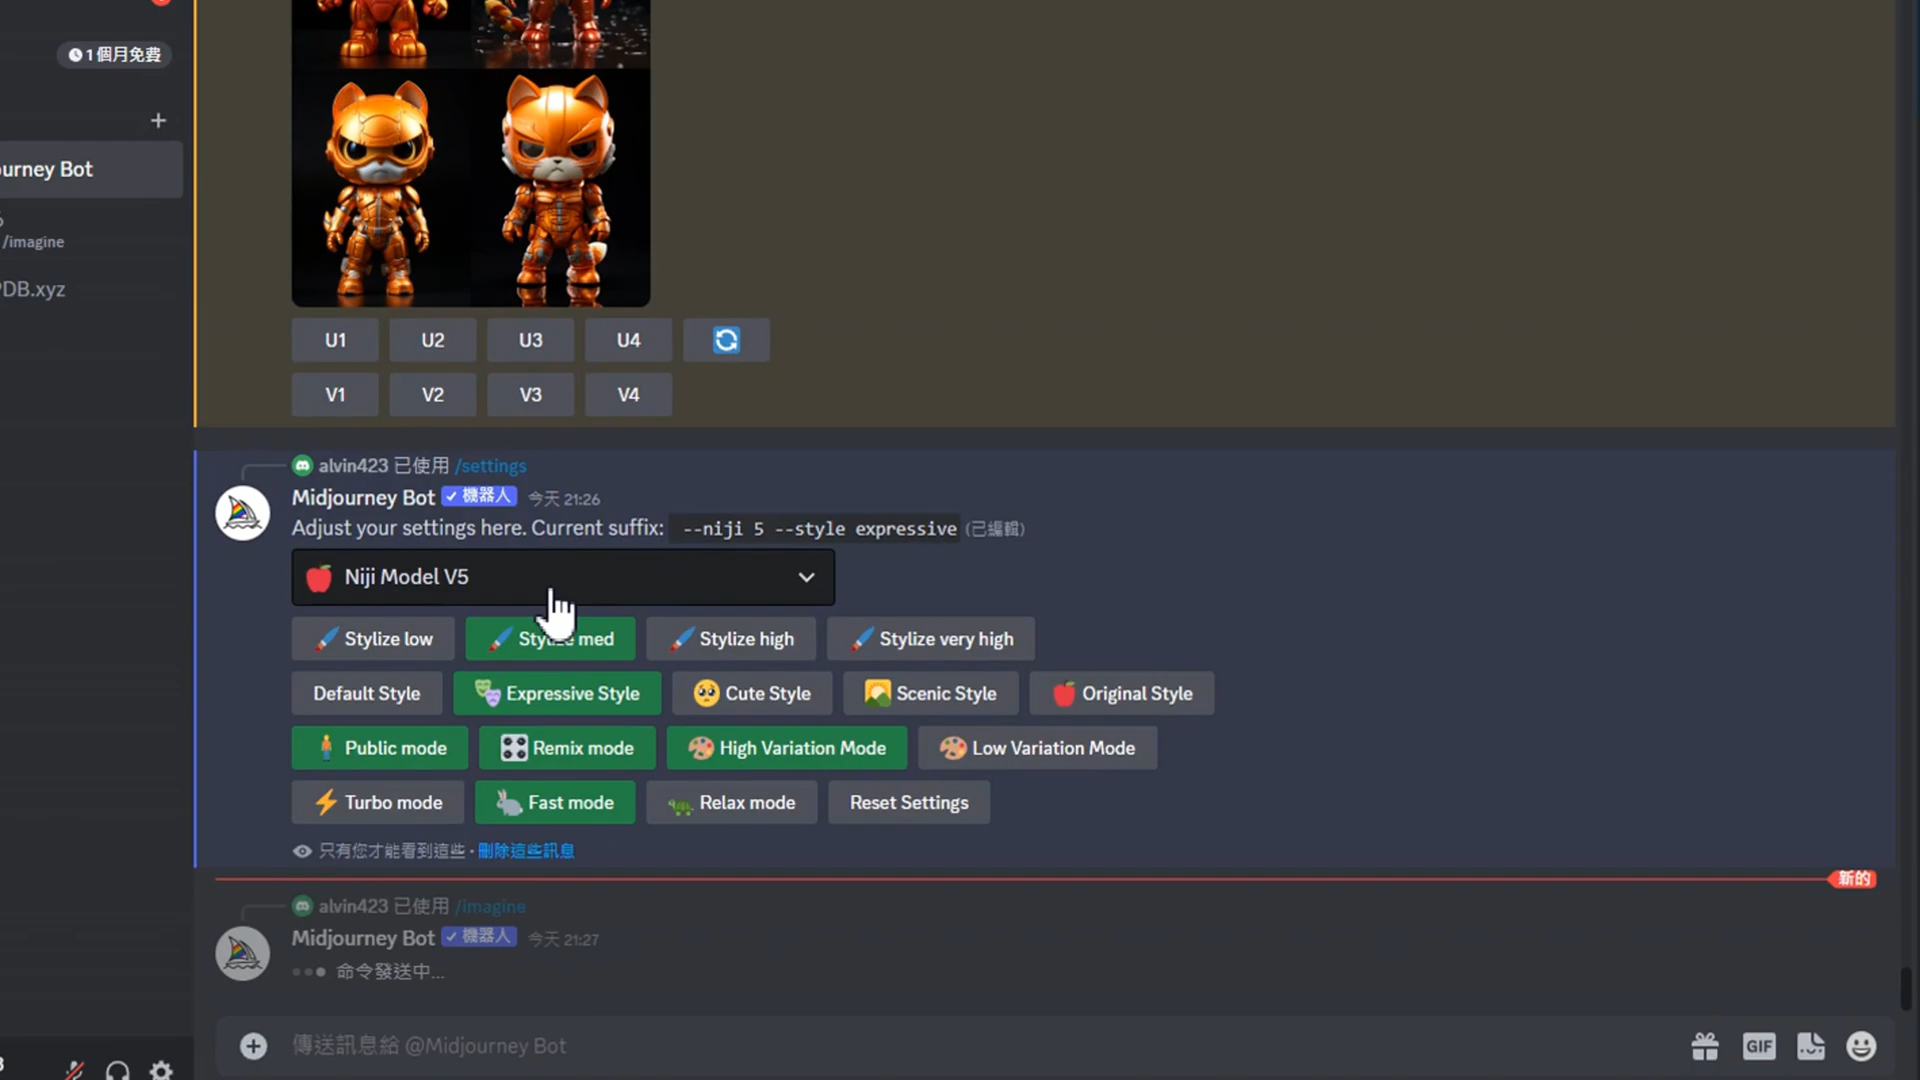 1個月免費
+
ourney Bot
/imagine
DB.xyz
U1 U2 U3 U4
V1 V2 V3 V4
alvin423 已使用 /settings
Midjourney Bot ✓ 機器人 今天 21:26
Adjust your settings here. Current suffix: --niji 5 --style expressive (已編輯)
Niji Model V5
Stylize low Stylize med Stylize high Stylize very high
Default Style Expressive Style Cute Style Scenic Style Original Style
Public mode Remix mode High Variation Mode Low Variation Mode
Turbo mode Fast mode Relax mode Reset Settings
只有您才能看到這些 · 刪除這些訊息
新的
alvin423 已使用 /imagine
Midjourney Bot ✓ 機器人 今天 21:27
命令發送中...
傳送訊息給 @Midjourney Bot
GIF